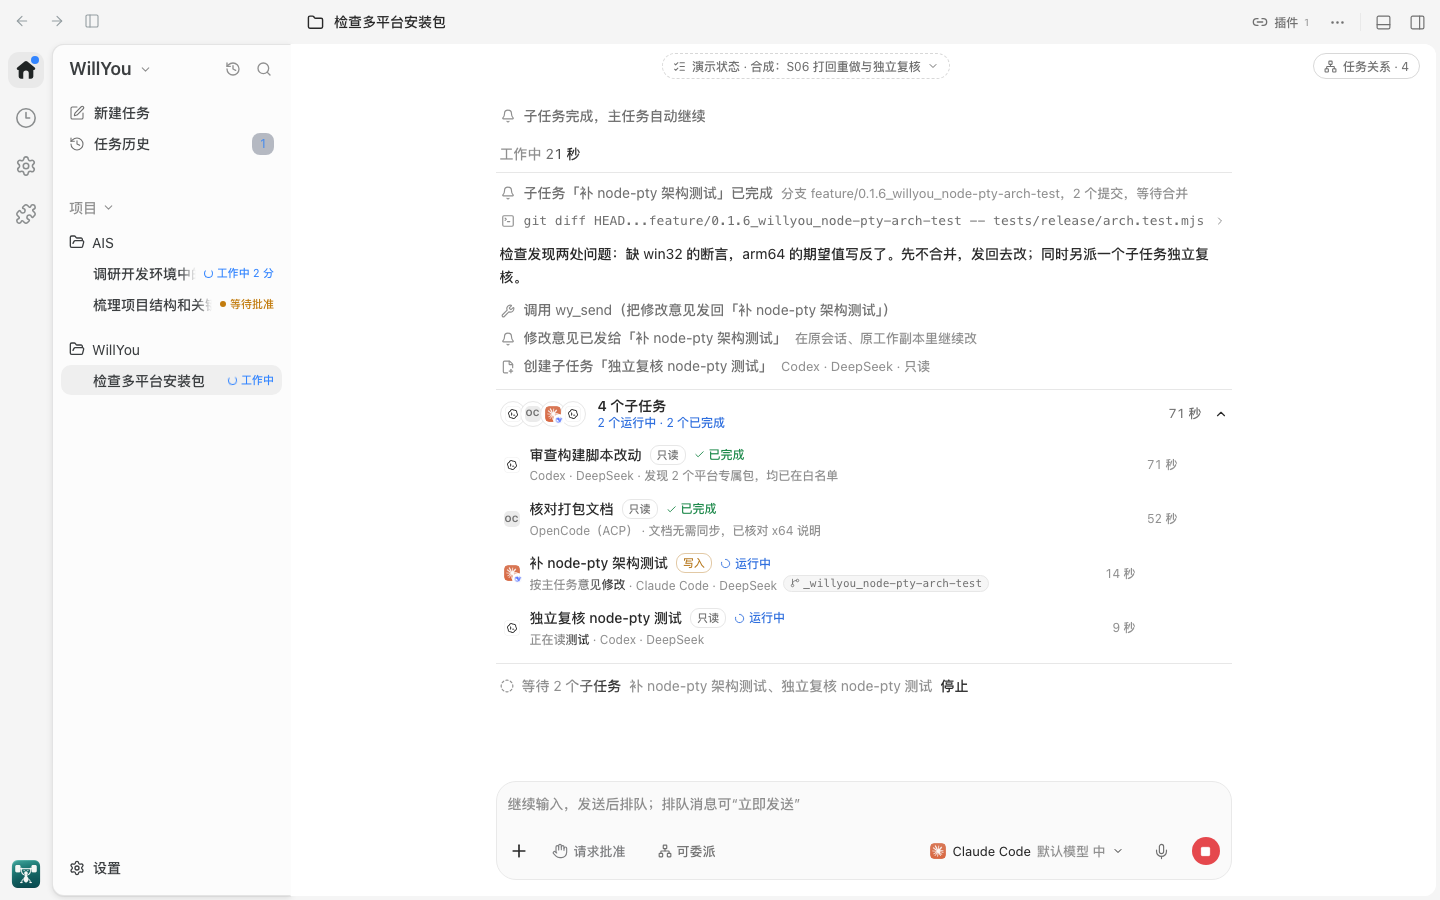 检查多平台安装包
插件 1
WillYou
演示状态 · 合成：S06 打回重做与独立复核
任务关系 · 4
新建任务
任务历史 1
项目
AIS
调研开发环境中 工作中 2 分
梳理项目结构和关 等待批准
WillYou
检查多平台安装包 工作中
设置
子任务完成，主任务自动继续
工作中 21 秒
子任务「补 node-pty 架构测试」已完成 分支 feature/0.1.6_willyou_node-pty-arch-test，2 个提交，等待合并
git diff HEAD...feature/0.1.6_willyou_node-pty-arch-test -- tests/release/arch.test.mjs
检查发现两处问题：缺 win32 的断言，arm64 的期望值写反了。先不合并，发回去改；同时另派一个子任务独立复
核。
调用 wy_send（把修改意见发回「补 node-pty 架构测试」）
修改意见已发给「补 node-pty 架构测试」 在原会话、原工作副本里继续改
创建子任务「独立复核 node-pty 测试」 Codex · DeepSeek · 只读
OC
4 个子任务
2 个运行中 · 2 个已完成
71 秒
审查构建脚本改动 只读 已完成
Codex · DeepSeek · 发现 2 个平台专属包，均已在白名单
71 秒
OC
核对打包文档 只读 已完成
OpenCode（ACP） · 文档无需同步，已核对 x64 说明
52 秒
补 node-pty 架构测试 写入 运行中
按主任务意见修改 · Claude Code · DeepSeek _willyou_node-pty-arch-test
14 秒
独立复核 node-pty 测试 只读 运行中
正在读测试 · Codex · DeepSeek
9 秒
等待 2 个子任务 补 node-pty 架构测试、独立复核 node-pty 测试 停止
继续输入，发送后排队；排队消息可“立即发送”
请求批准
可委派
Claude Code 默认模型 中